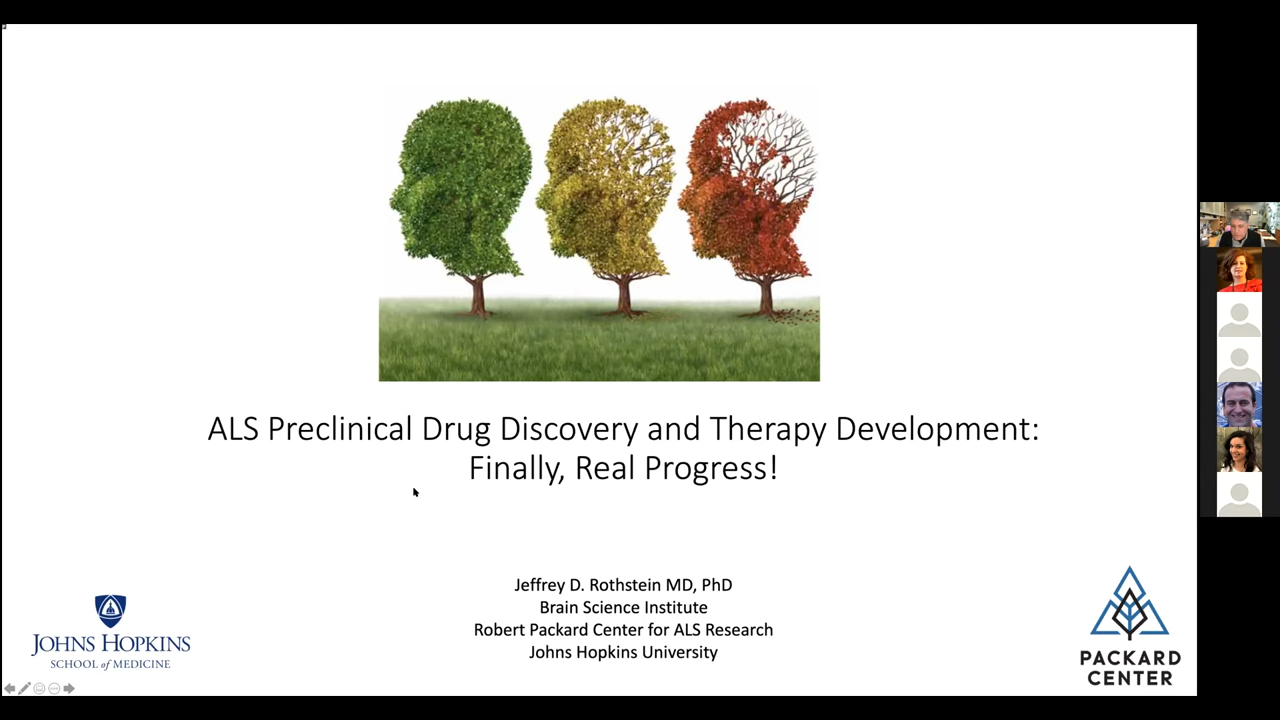 ALS Preclinical Drug Discovery and Therapy Development:
Finally, Real Progress!
Jeffrey D. Rothstein MD, PhD
Brain Science Institute
Robert Packard Center for ALS Research
Johns Hopkins University
JOHNS HOPKINS
SCHOOL of MEDICINE
PACKARD
CENTER